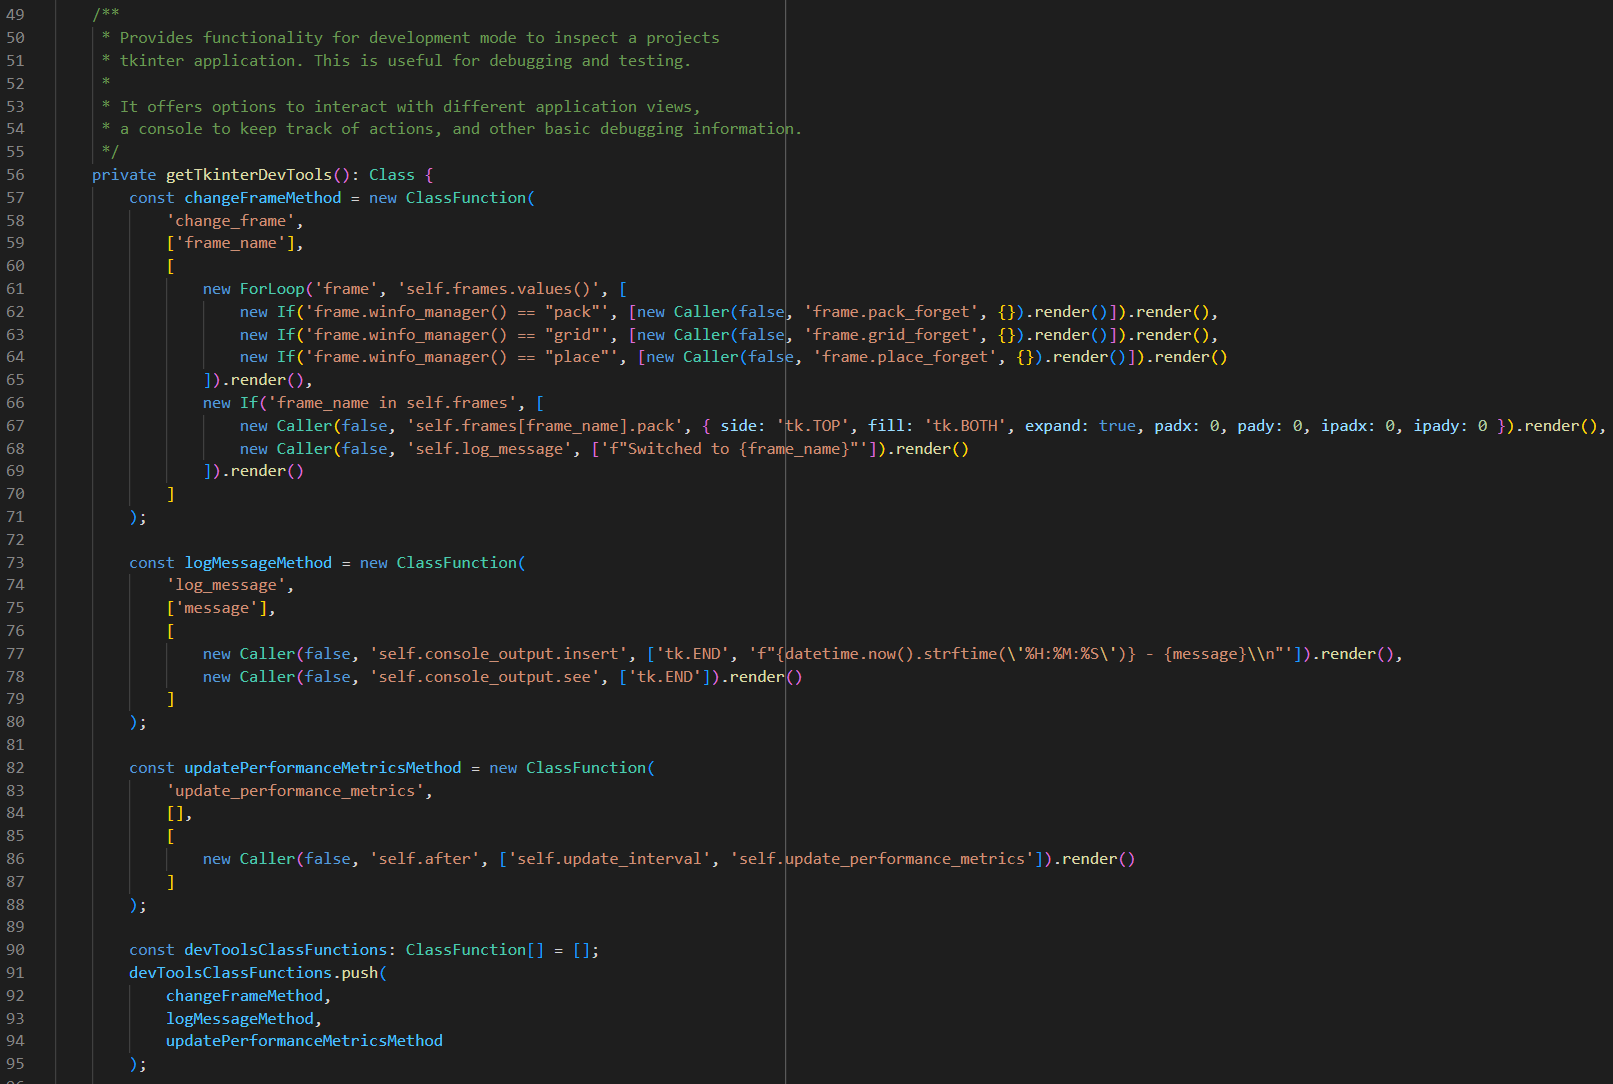 49 /**
50 * Provides functionality for development mode to inspect a projects
51 * tkinter application. This is useful for debugging and testing.
52 *
53 * It offers options to interact with different application views,
54 * a console to keep track of actions, and other basic debugging information.
55 */
56 private getTkinterDevTools(): Class {
57 const changeFrameMethod = new ClassFunction(
58 'change_frame',
59 ['frame_name'],
60 [
61 new ForLoop('frame', 'self.frames.values()', [
62 new If('frame.winfo_manager() == "pack"', [new Caller(false, 'frame.pack_forget', {}).render()]).render(),
63 new If('frame.winfo_manager() == "grid"', [new Caller(false, 'frame.grid_forget', {}).render()]).render(),
64 new If('frame.winfo_manager() == "place"', [new Caller(false, 'frame.place_forget', {}).render()]).render()
65 ]).render(),
66 new If('frame_name in self.frames', [
67 new Caller(false, 'self.frames[frame_name].pack', { side: 'tk.TOP', fill: 'tk.BOTH', expand: true, padx: 0, pady: 0, ipadx: 0, ipady: 0 }).render(),
68 new Caller(false, 'self.log_message', ['f"Switched to {frame_name}"']).render()
69 ]).render()
70 ]
71 );
72
73 const logMessageMethod = new ClassFunction(
74 'log_message',
75 ['message'],
76 [
77 new Caller(false, 'self.console_output.insert', ['tk.END', 'f"{datetime.now().strftime(\'%H:%M:%S\')} - {message}\\n"']).render(),
78 new Caller(false, 'self.console_output.see', ['tk.END']).render()
79 ]
80 );
81
82 const updatePerformanceMetricsMethod = new ClassFunction(
83 'update_performance_metrics',
84 [],
85 [
86 new Caller(false, 'self.after', ['self.update_interval', 'self.update_performance_metrics']).render()
87 ]
88 );
89
90 const devToolsClassFunctions: ClassFunction[] = [];
91 devToolsClassFunctions.push(
92 changeFrameMethod,
93 logMessageMethod,
94 updatePerformanceMetricsMethod
95 );